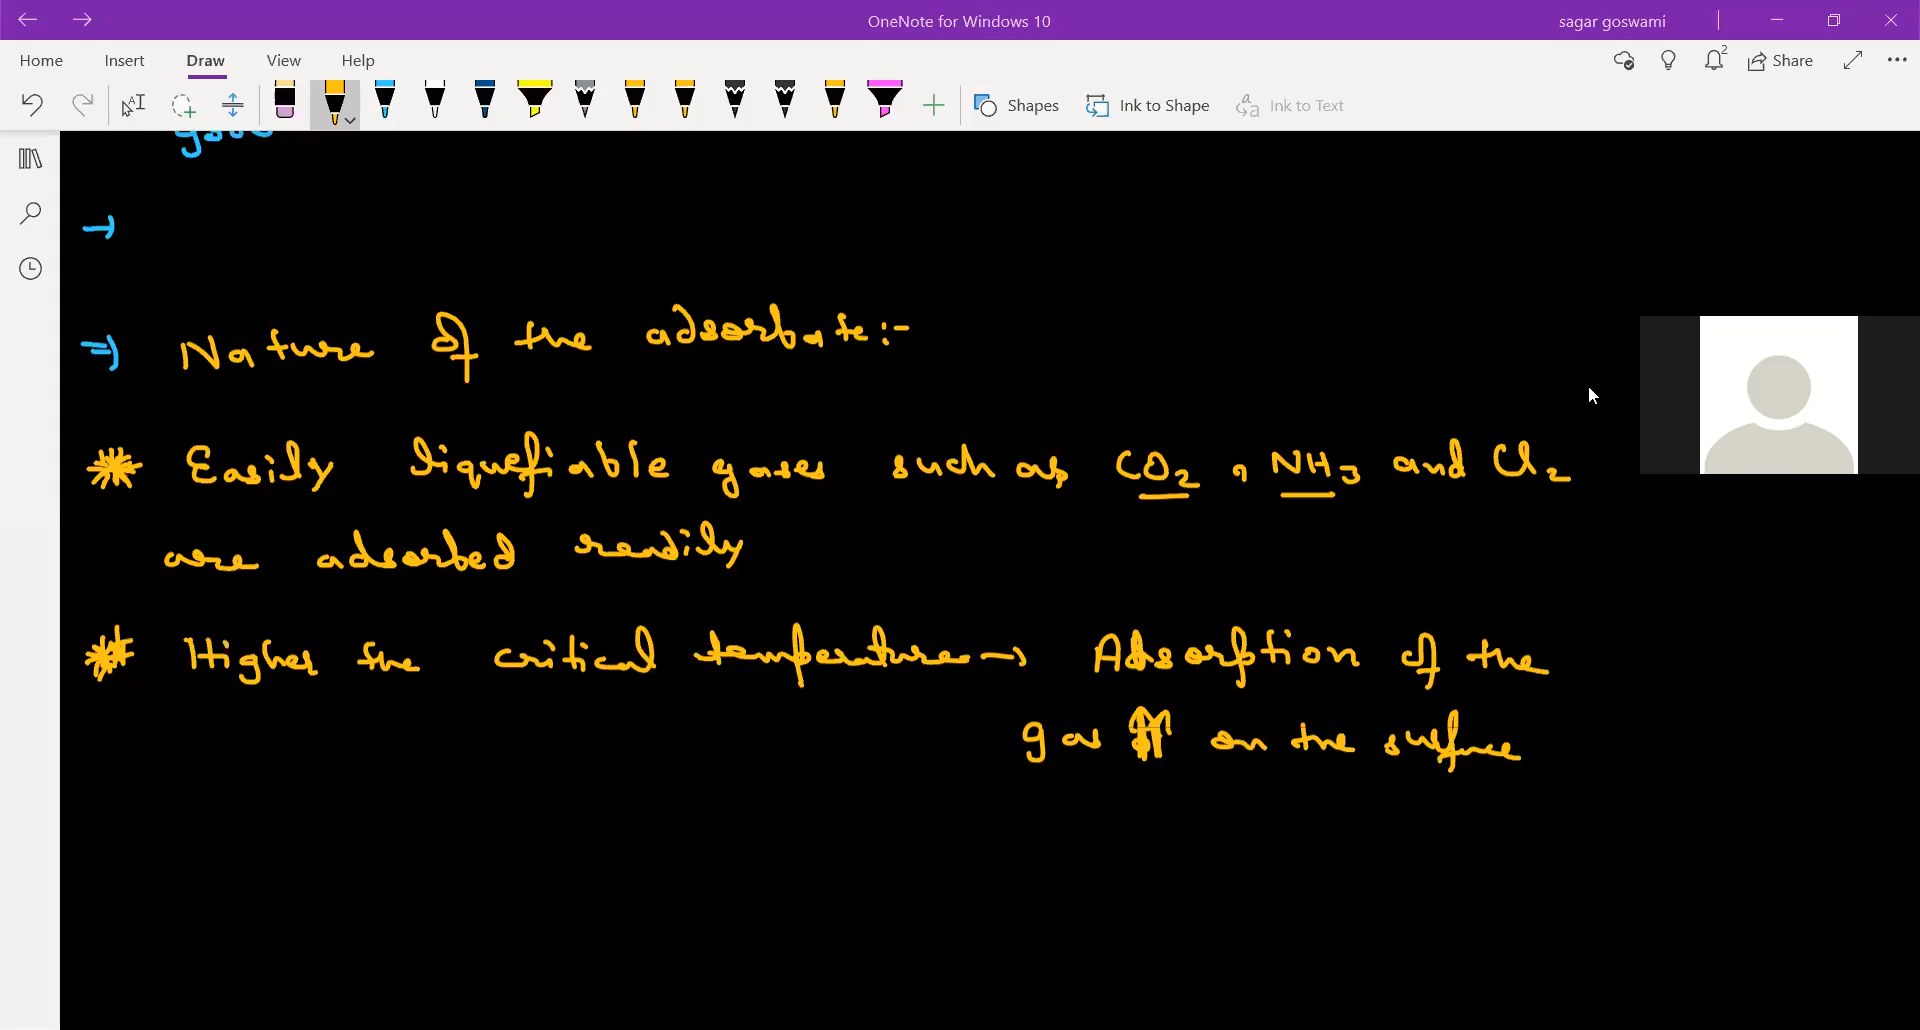 OneNote for Windows 10
sagar goswami
Home Insert Draw View Help
2 Share
Shapes Ink to Shape Ink to Text
→
⇒ Nature of the adsorbate:-
* Easily liquefiable gases such as CO2, NH3 and Cl2
are adsorbed readily
* Higher the critical temperature → Adsorption of the
gas ⇑ on the surface